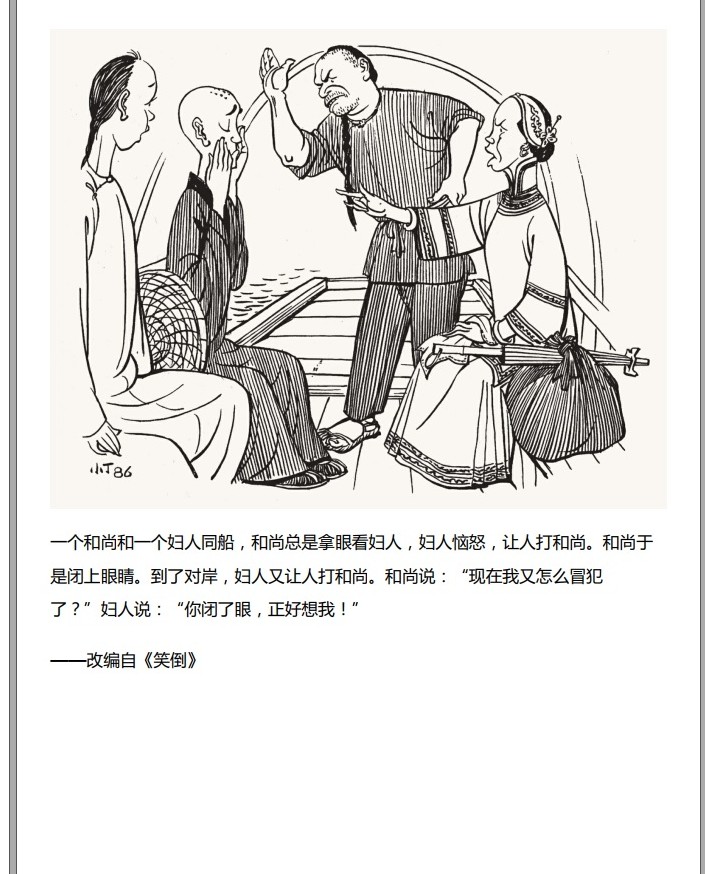 小丁86
一个和尚和一个妇人同船，和尚总是拿眼看妇人，妇人恼怒，让人打和尚。和尚于
是闭上眼睛。到了对岸，妇人又让人打和尚。和尚说：“现在我又怎么冒犯
了？”妇人说：“你闭了眼，正好想我！”
——改编自《笑倒》